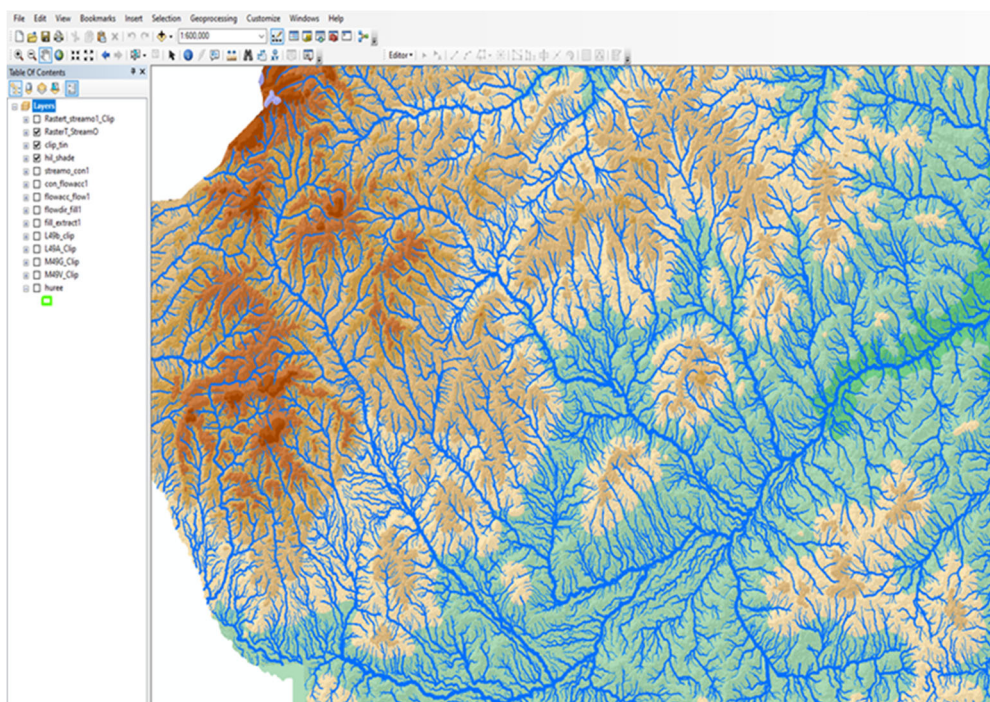 File Edit View Bookmarks Insert Selection Geoprocessing Customize Windows Help
1:600,000
Editor
Table Of Contents
Layers
Rastert_streamo1_Clip
RasterT_StreamO
clip_tin
hil_shade
streamo_con1
con_flowacc1
flowacc_flow1
flowdir_fill1
fill_extract1
L49b_clip
L49A_Clip
M49G_Clip
M49V_Clip
huree